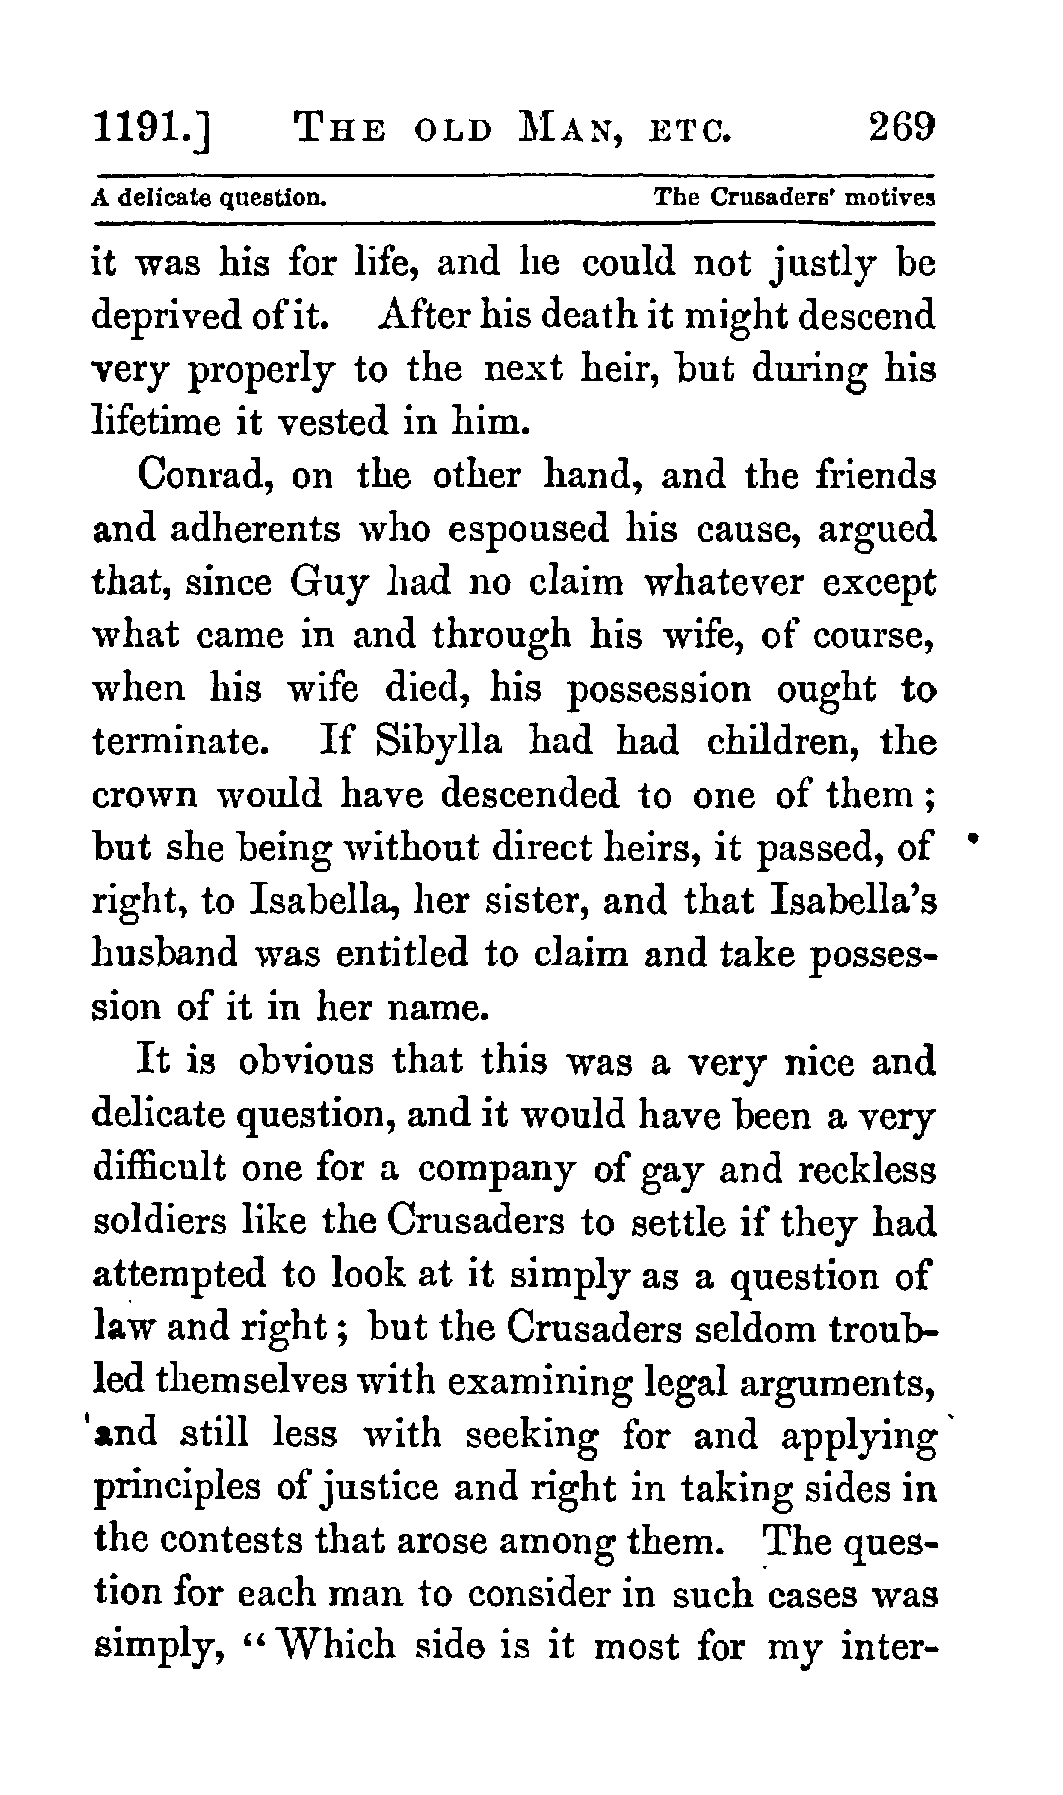 1191.] THE OLD MAN, ETC. 269
A delicate question. The Crusaders' motives
it was his for life, and he could not justly be
deprived of it. After his death it might descend
very properly to the next heir, but during his
lifetime it vested in him.
Conrad, on the other hand, and the friends
and adherents who espoused his cause, argued
that, since Guy had no claim whatever except
what came in and through his wife, of course,
when his wife died, his possession ought to
terminate. If Sibylla had had children, the
crown would have descended to one of them ;
but she being without direct heirs, it passed, of
right, to Isabella, her sister, and that Isabella's
husband was entitled to claim and take posses-
sion of it in her name.
It is obvious that this was a very nice and
delicate question, and it would have been a very
difficult one for a company of gay and reckless
soldiers like the Crusaders to settle if they had
attempted to look at it simply as a question of
law and right ; but the Crusaders seldom troub-
led themselves with examining legal arguments,
and still less with seeking for and applying
principles of justice and right in taking sides in
the contests that arose among them. The ques-
tion for each man to consider in such cases was
simply, “Which side is it most for my inter-